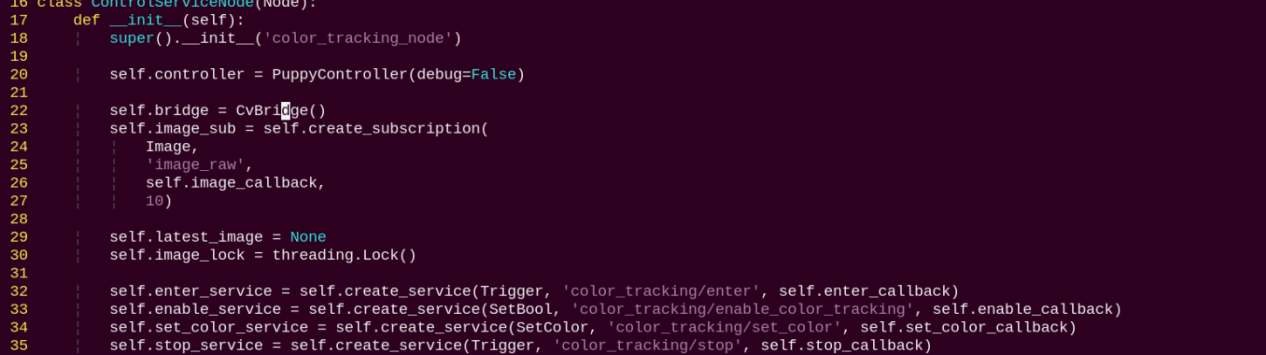 16 class ControlServiceNode(Node):
17     def __init__(self):
18         super().__init__('color_tracking_node')
19
20         self.controller = PuppyController(debug=False)
21
22         self.bridge = CvBridge()
23         self.image_sub = self.create_subscription(
24             Image,
25             'image_raw',
26             self.image_callback,
27             10)
28
29         self.latest_image = None
30         self.image_lock = threading.Lock()
31
32         self.enter_service = self.create_service(Trigger, 'color_tracking/enter', self.enter_callback)
33         self.enable_service = self.create_service(SetBool, 'color_tracking/enable_color_tracking', self.enable_callback)
34         self.set_color_service = self.create_service(SetColor, 'color_tracking/set_color', self.set_color_callback)
35         self.stop_service = self.create_service(Trigger, 'color_tracking/stop', self.stop_callback)